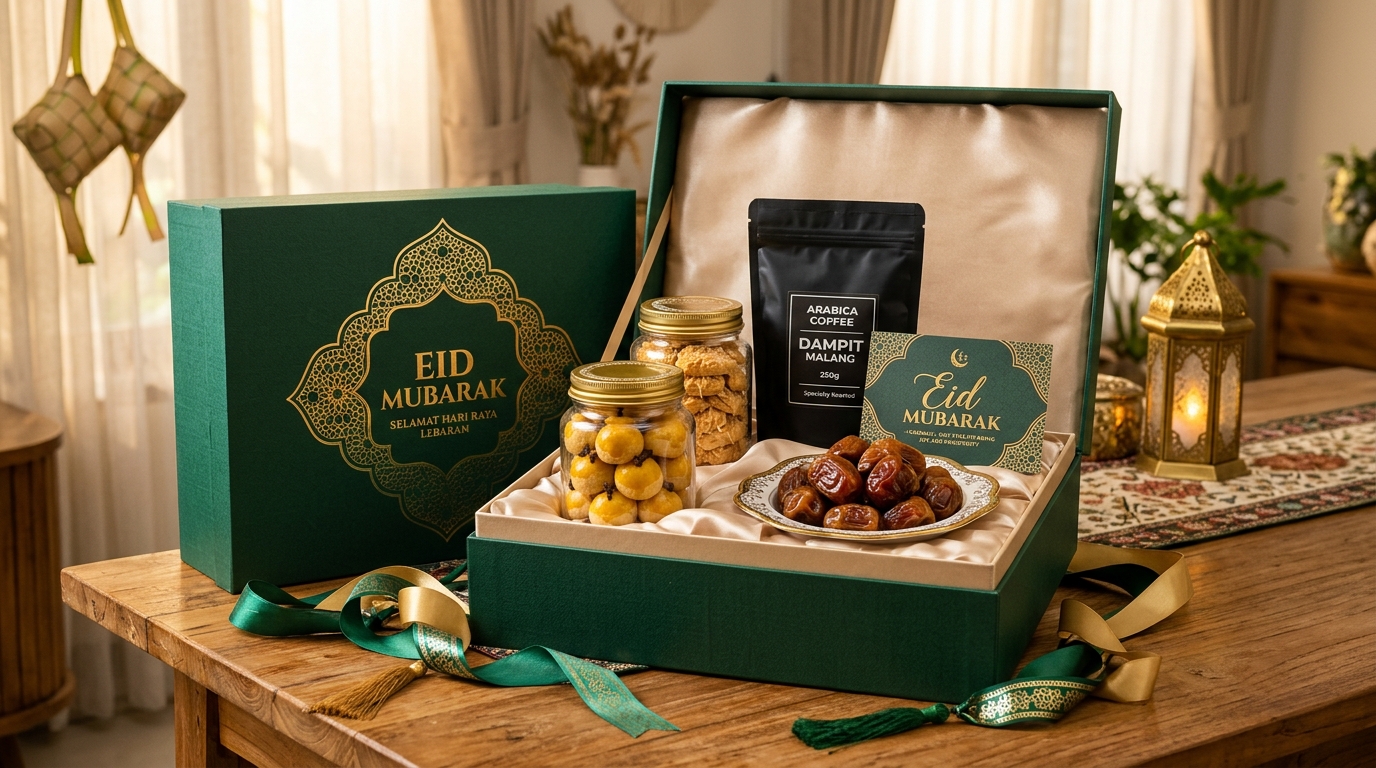 EID
MUBARAK
SELAMAT HARI RAYA
LEBARAN
ARABICA
COFFEE
DAMPIT
MALANG
250g
Eid
MUBARAK